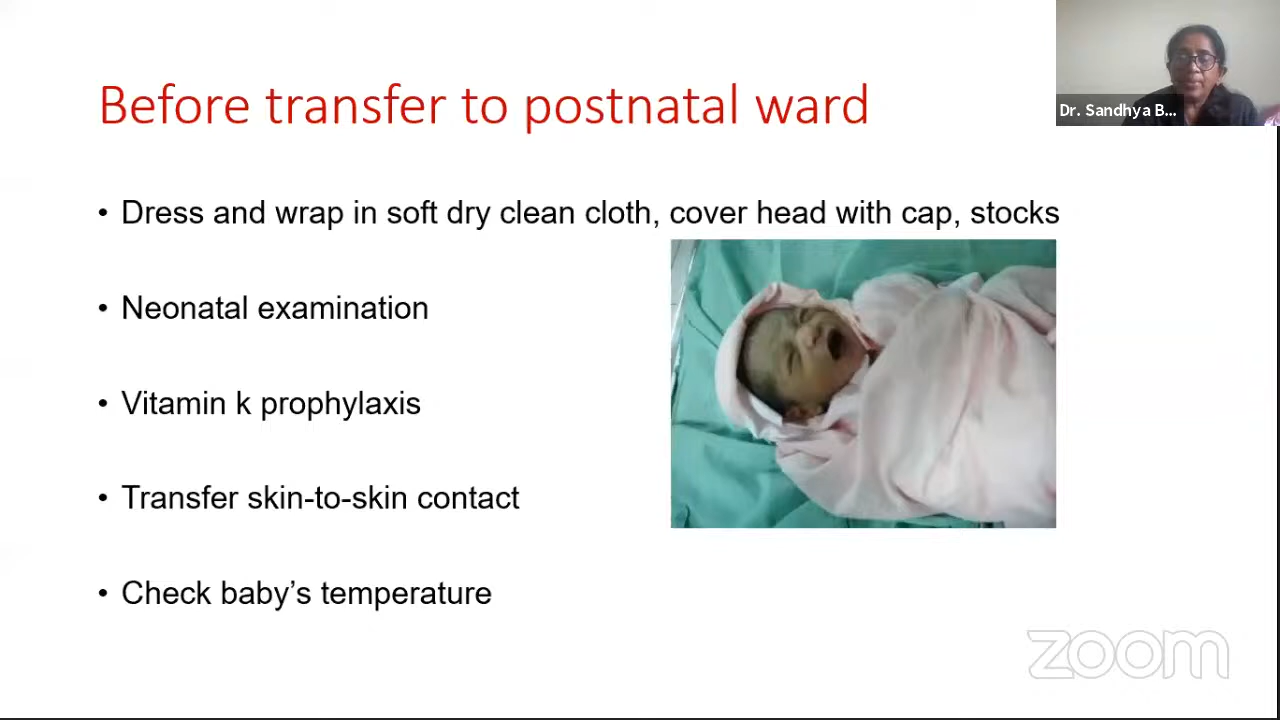 Dr. Sandhya B...
Before transfer to postnatal ward
• Dress and wrap in soft dry clean cloth, cover head with cap, stocks
• Neonatal examination
• Vitamin k prophylaxis
• Transfer skin-to-skin contact
• Check baby’s temperature
zoom